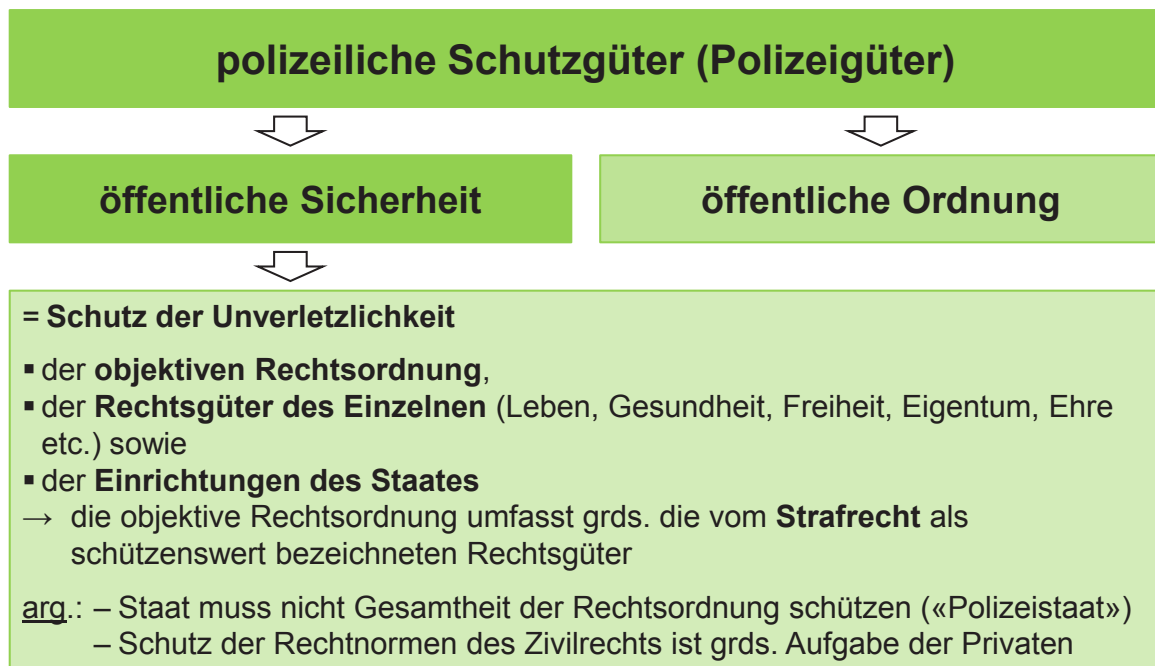 polizeiliche Schutzgüter (Polizeigüter)
öffentliche Sicherheit
öffentliche Ordnung
= Schutz der Unverletzlichkeit
▪ der objektiven Rechtsordnung,
▪ der Rechtsgüter des Einzelnen (Leben, Gesundheit, Freiheit, Eigentum, Ehre
etc.) sowie
▪ der Einrichtungen des Staates
→ die objektive Rechtsordnung umfasst grds. die vom Strafrecht als
schützenswert bezeichneten Rechtsgüter
arg.: – Staat muss nicht Gesamtheit der Rechtsordnung schützen («Polizeistaat»)
– Schutz der Rechtnormen des Zivilrechts ist grds. Aufgabe der Privaten